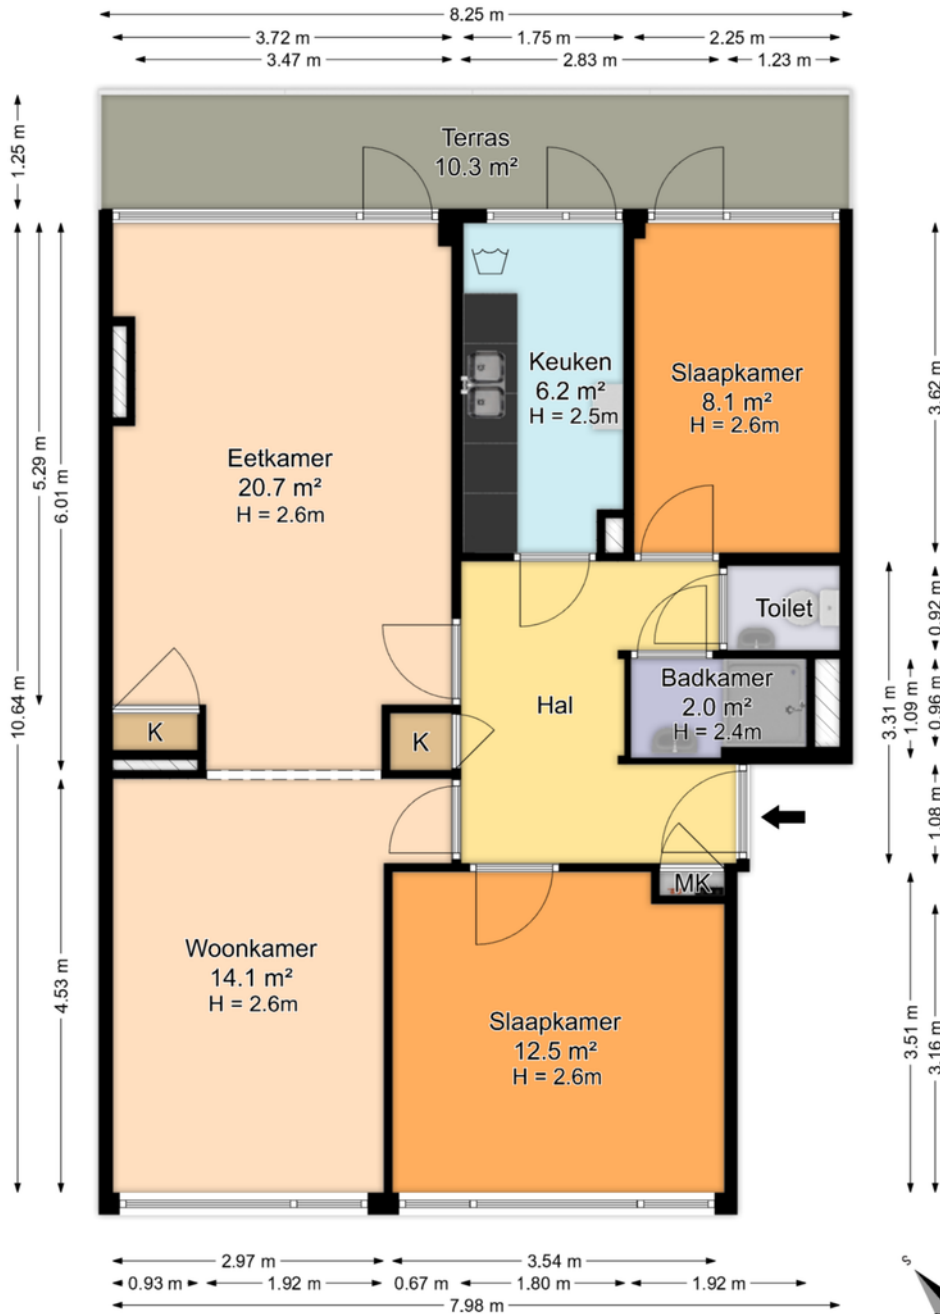 8.25 m
3.72 m
1.75 m
2.25 m
3.47 m
2.83 m
1.23 m
1.25 m
Terras
10.3 m²
5.29 m
6.01 m
10.64 m
4.53 m
Eetkamer
20.7 m²
H = 2.6m
Keuken
6.2 m²
H = 2.5m
Slaapkamer
8.1 m²
H = 2.6m
3.62 m
Toilet
0.92 m
Badkamer
2.0 m²
H = 2.4m
3.31 m
1.09 m
0.96 m
Hal
K
K
1.08 m
MK
Woonkamer
14.1 m²
H = 2.6m
Slaapkamer
12.5 m²
H = 2.6m
3.51 m
3.16 m
2.97 m
3.54 m
0.93 m
1.92 m
0.67 m
1.80 m
1.92 m
7.98 m
S